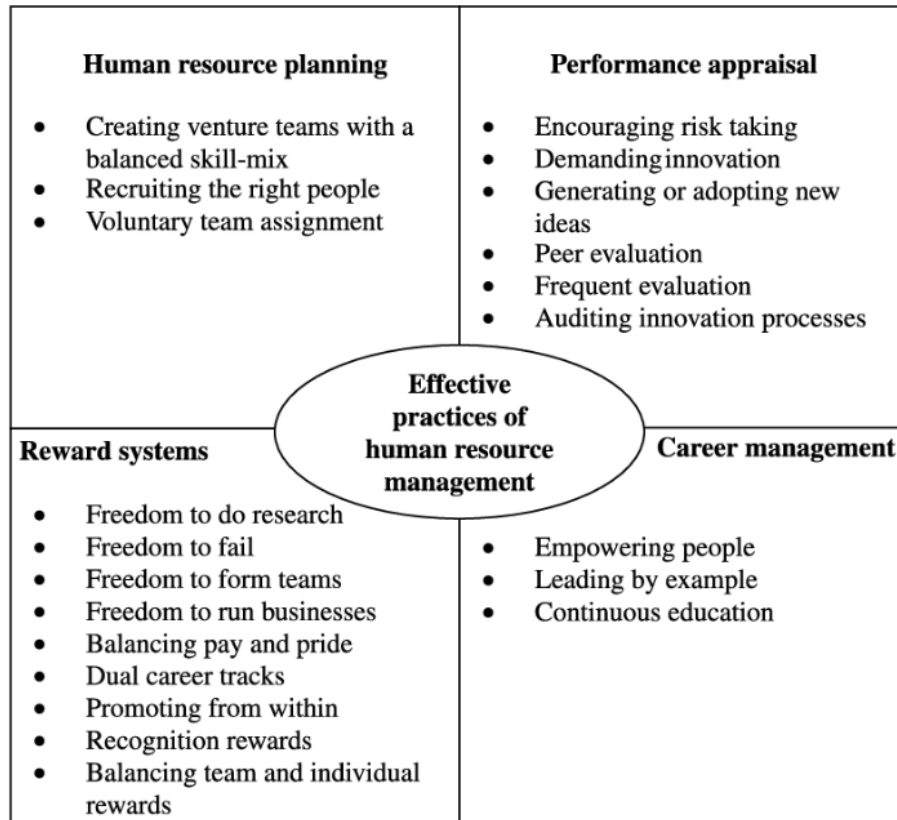 Human resource planning
• Creating venture teams with a
balanced skill-mix
• Recruiting the right people
• Voluntary team assignment
Performance appraisal
• Encouraging risk taking
• Demanding innovation
• Generating or adopting new
ideas
• Peer evaluation
• Frequent evaluation
• Auditing innovation processes
Effective
practices of
human resource
management
Reward systems
• Freedom to do research
• Freedom to fail
• Freedom to form teams
• Freedom to run businesses
• Balancing pay and pride
• Dual career tracks
• Promoting from within
• Recognition rewards
• Balancing team and individual
rewards
Career management
• Empowering people
• Leading by example
• Continuous education